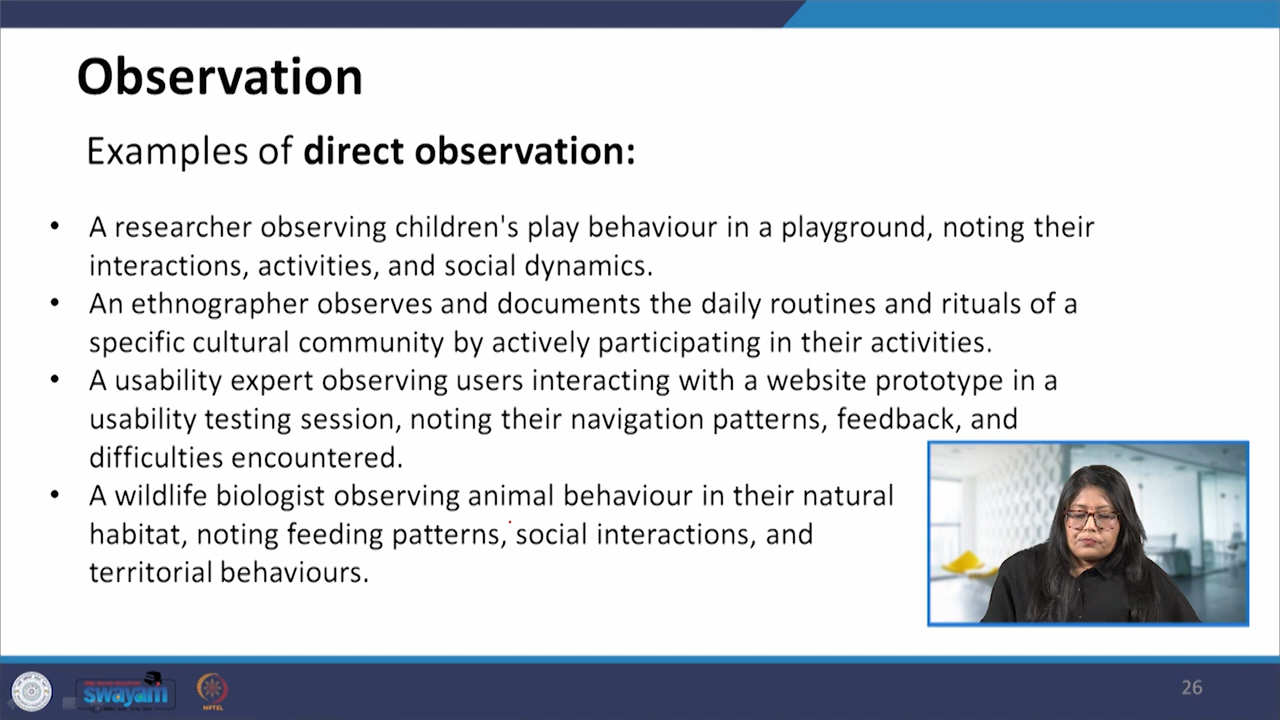 Observation
Examples of direct observation:
• A researcher observing children's play behaviour in a playground, noting their
interactions, activities, and social dynamics.
• An ethnographer observes and documents the daily routines and rituals of a
specific cultural community by actively participating in their activities.
• A usability expert observing users interacting with a website prototype in a
usability testing session, noting their navigation patterns, feedback, and
difficulties encountered.
• A wildlife biologist observing animal behaviour in their natural
habitat, noting feeding patterns, social interactions, and
territorial behaviours.
swayam
NPTEL
26